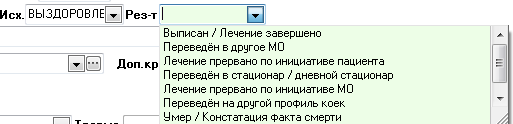 Исх. ВЫЗДОРОВЛЕ Рез-т
Выписан / Лечение завершено
Переведён в другое МО
Лечение прервано по инициативе пациента
Доп.кр
Переведён в стационар / дневной стационар
Лечение прервано по инициативе МО
Переведён на другой профиль коек
Умер / Констатация факта смерти